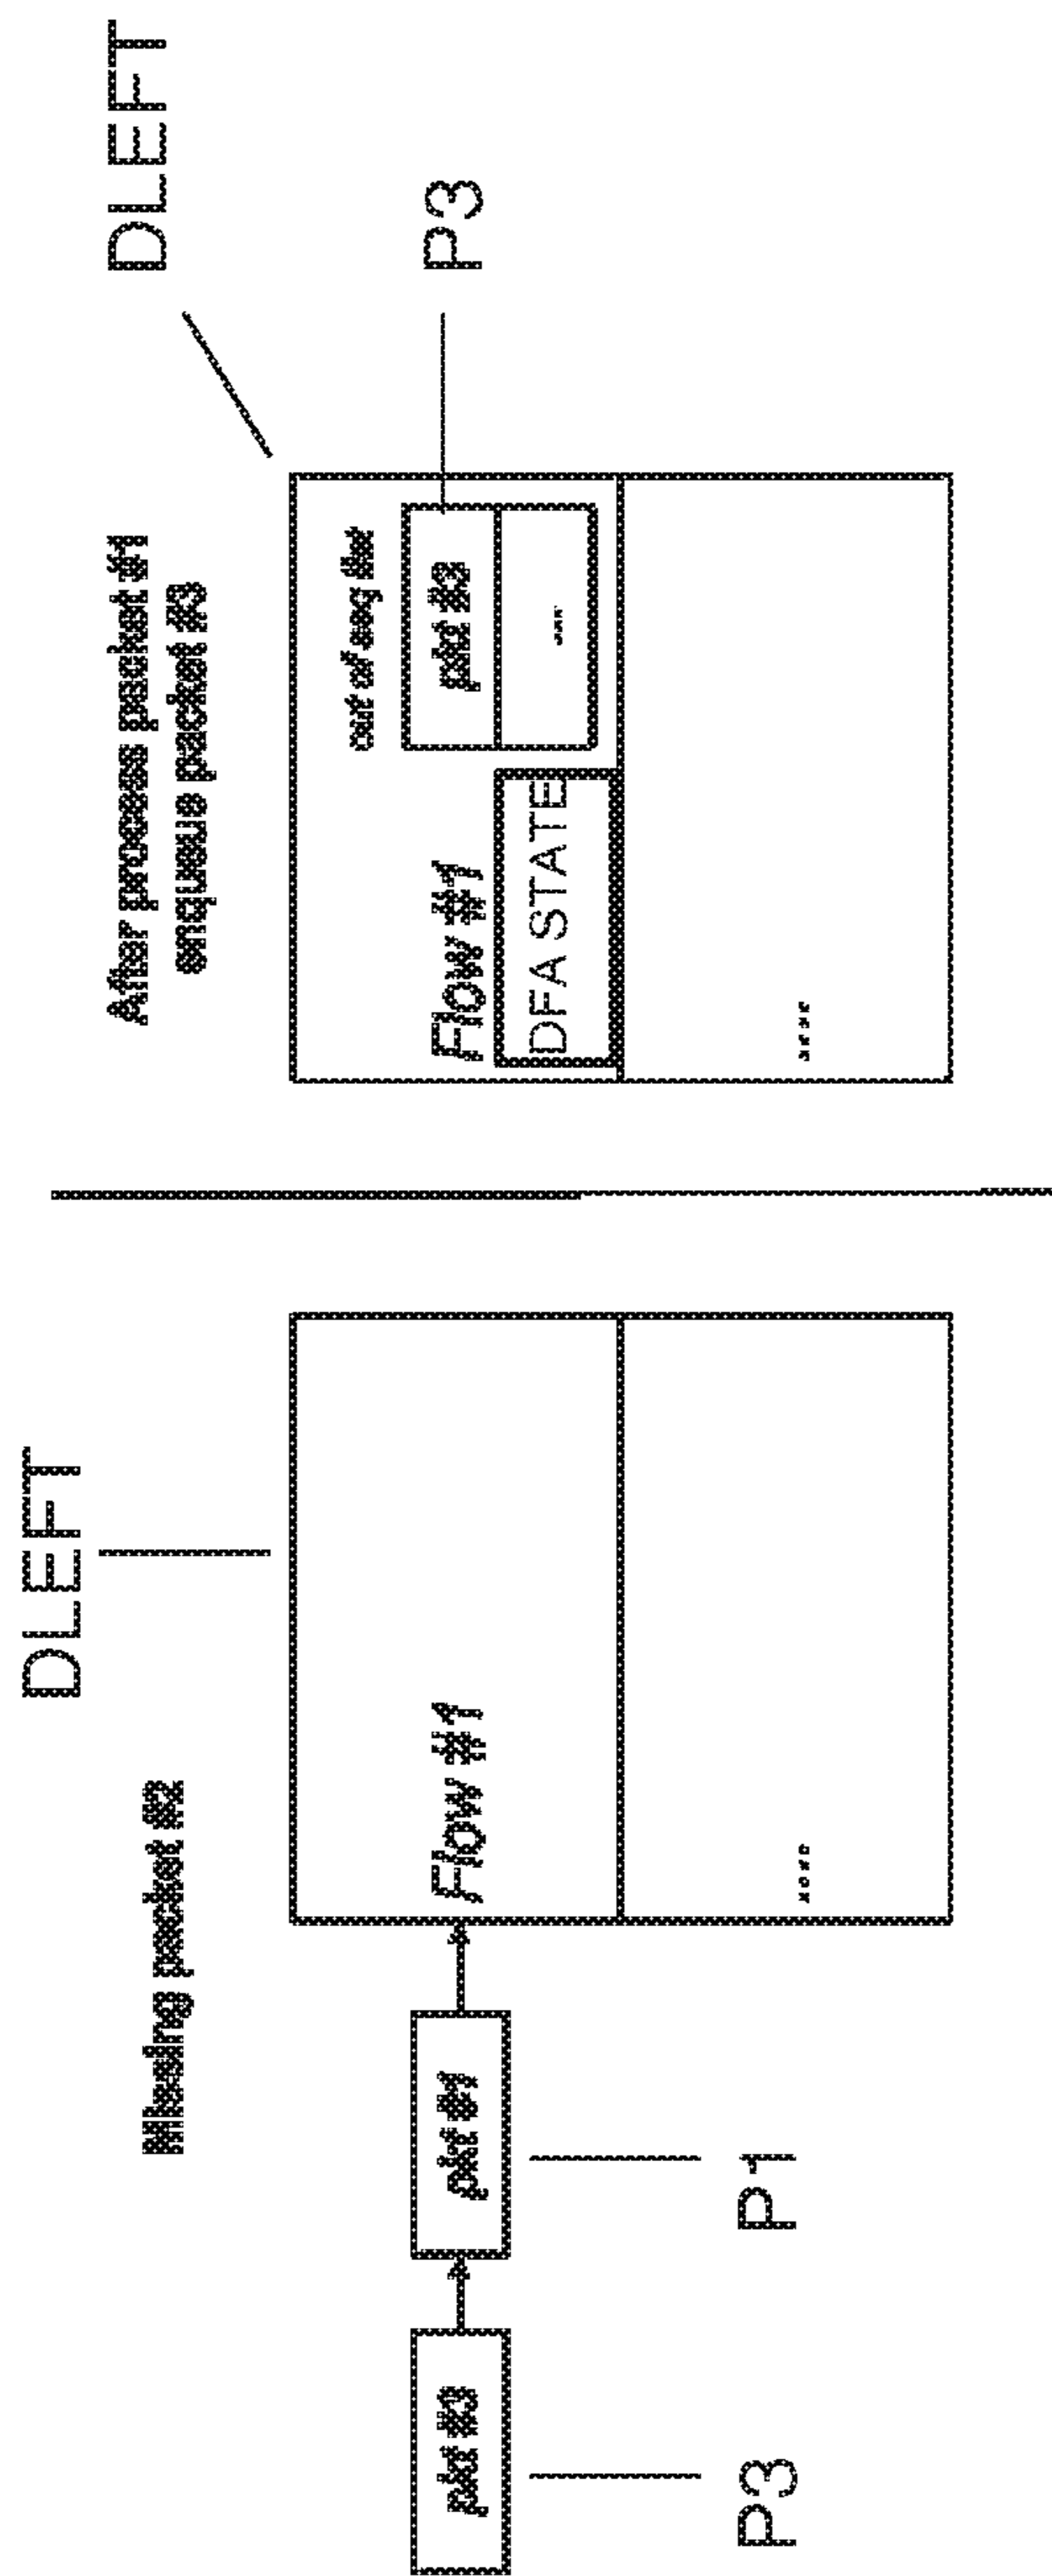 DLEFT
Missing packet #2
Flow #1
pkt #3
pkt #1
....
P3
P1
DLEFT
After process packet #1
enqueue packet #3
P3
out of seq list
Flow #1
pkt #3
DFA STATE
...
....